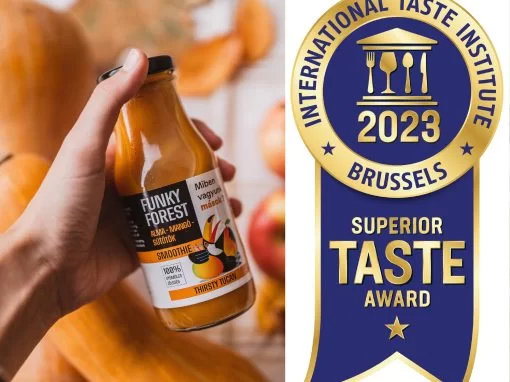 FUNKY
FOREST
ALMA-MANGÓ-
SÜTŐTÖK
SMOOTHIE
100%
THIRSTY TUCAN
Miben
vagyunk
mások?
INTERNATIONAL TASTE INSTITUTE
2023
BRUSSELS
SUPERIOR
TASTE
AWARD